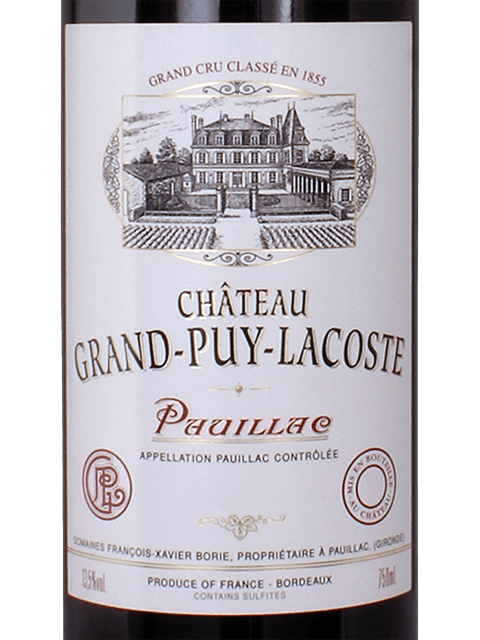 GRAND CRU CLASSÉ EN 1855
CHÂTEAU
GRAND-PUY-LACOSTE
PAUILLAC
APPELLATION PAUILLAC CONTRÔLÉE
GPL
MIS EN BOUTEILLE
AU CHÂTEAU
DOMAINES FRANÇOIS-XAVIER BORIE, PROPRIÉTAIRE À PAUILLAC, (GIRONDE)
13,5%vol. PRODUCE OF FRANCE - BORDEAUX 750ml.
CONTAINS SULFITES